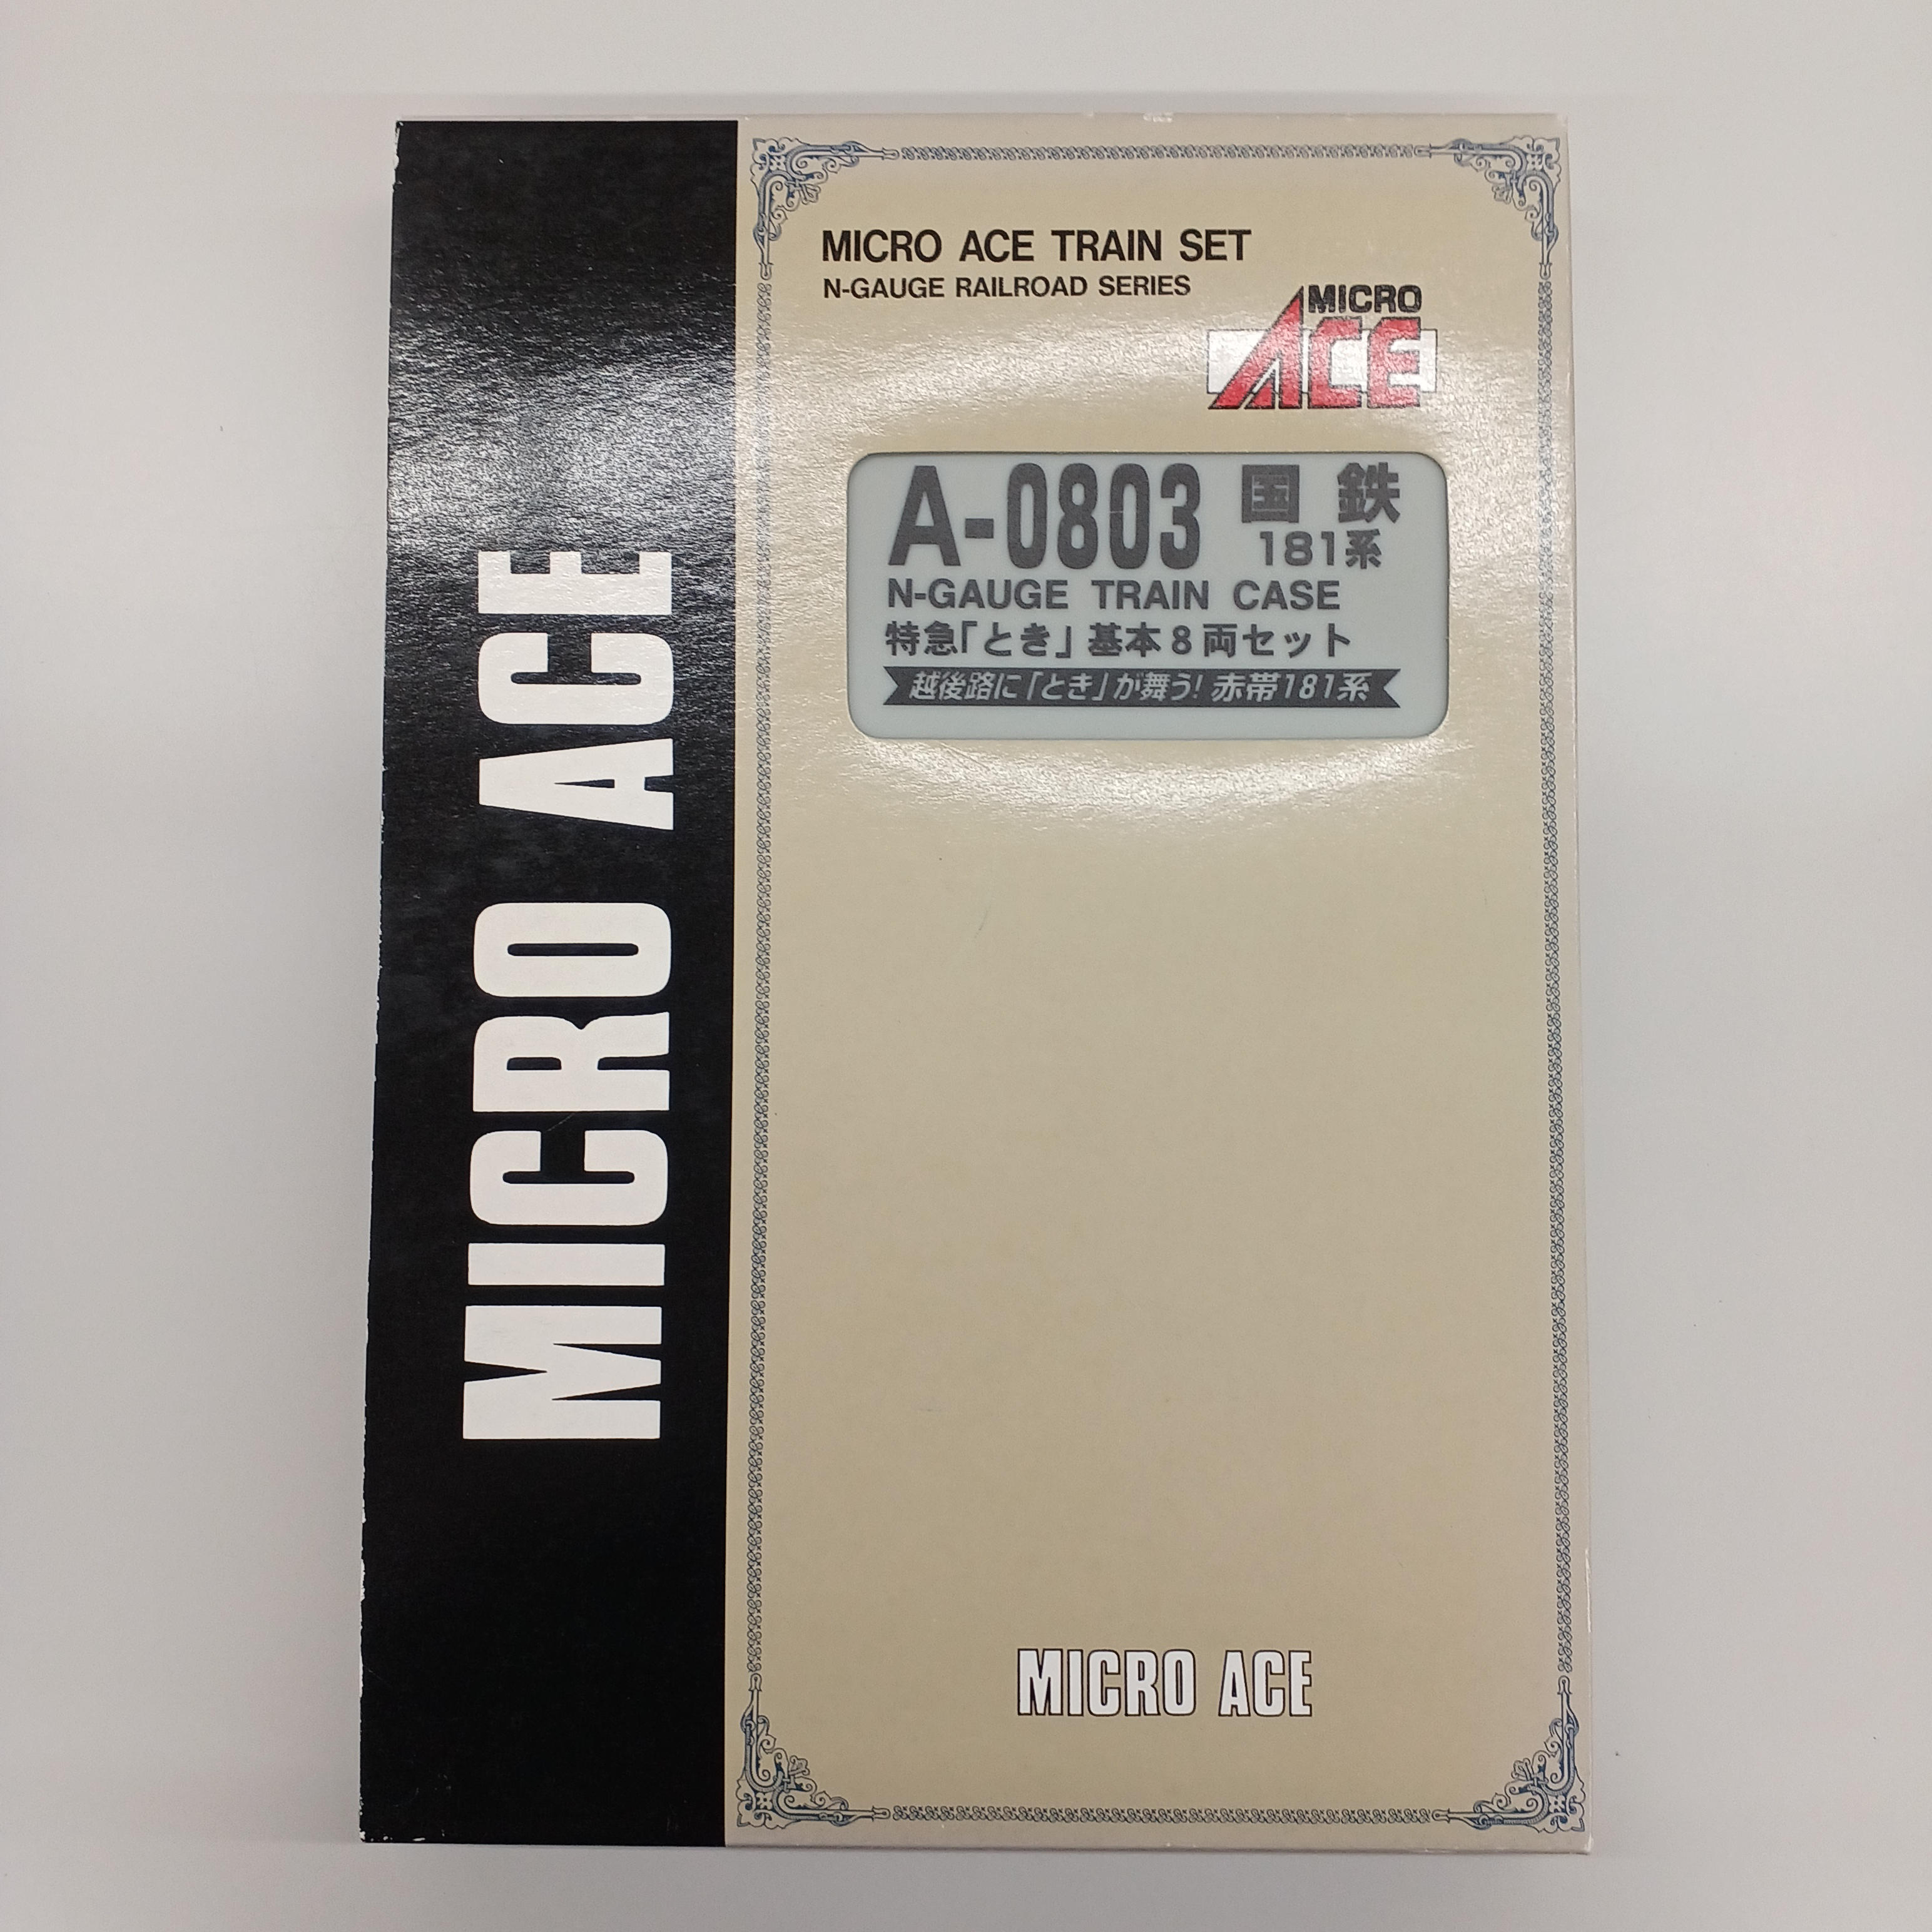 MICRO ACE
MICRO ACE TRAIN SET
N-GAUGE RAILROAD SERIES
MICRO
ACE
A-0803 国鉄
181系
N-GAUGE TRAIN CASE
特急「とき」基本8両セット
越後路に「とき」が舞う!赤帯181系
MICRO ACE